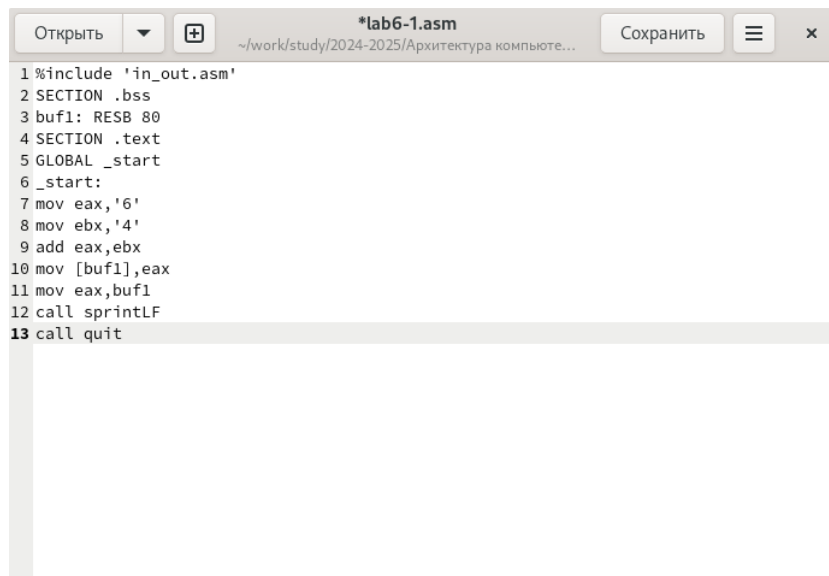 Открыть
*lab6-1.asm
~/work/study/2024-2025/Архитектура компьюте...
Сохранить
1 %include 'in_out.asm'
2 SECTION .bss
3 buf1: RESB 80
4 SECTION .text
5 GLOBAL _start
6 _start:
7 mov eax,'6'
8 mov ebx,'4'
9 add eax,ebx
10 mov [buf1],eax
11 mov eax,buf1
12 call sprintLF
13 call quit